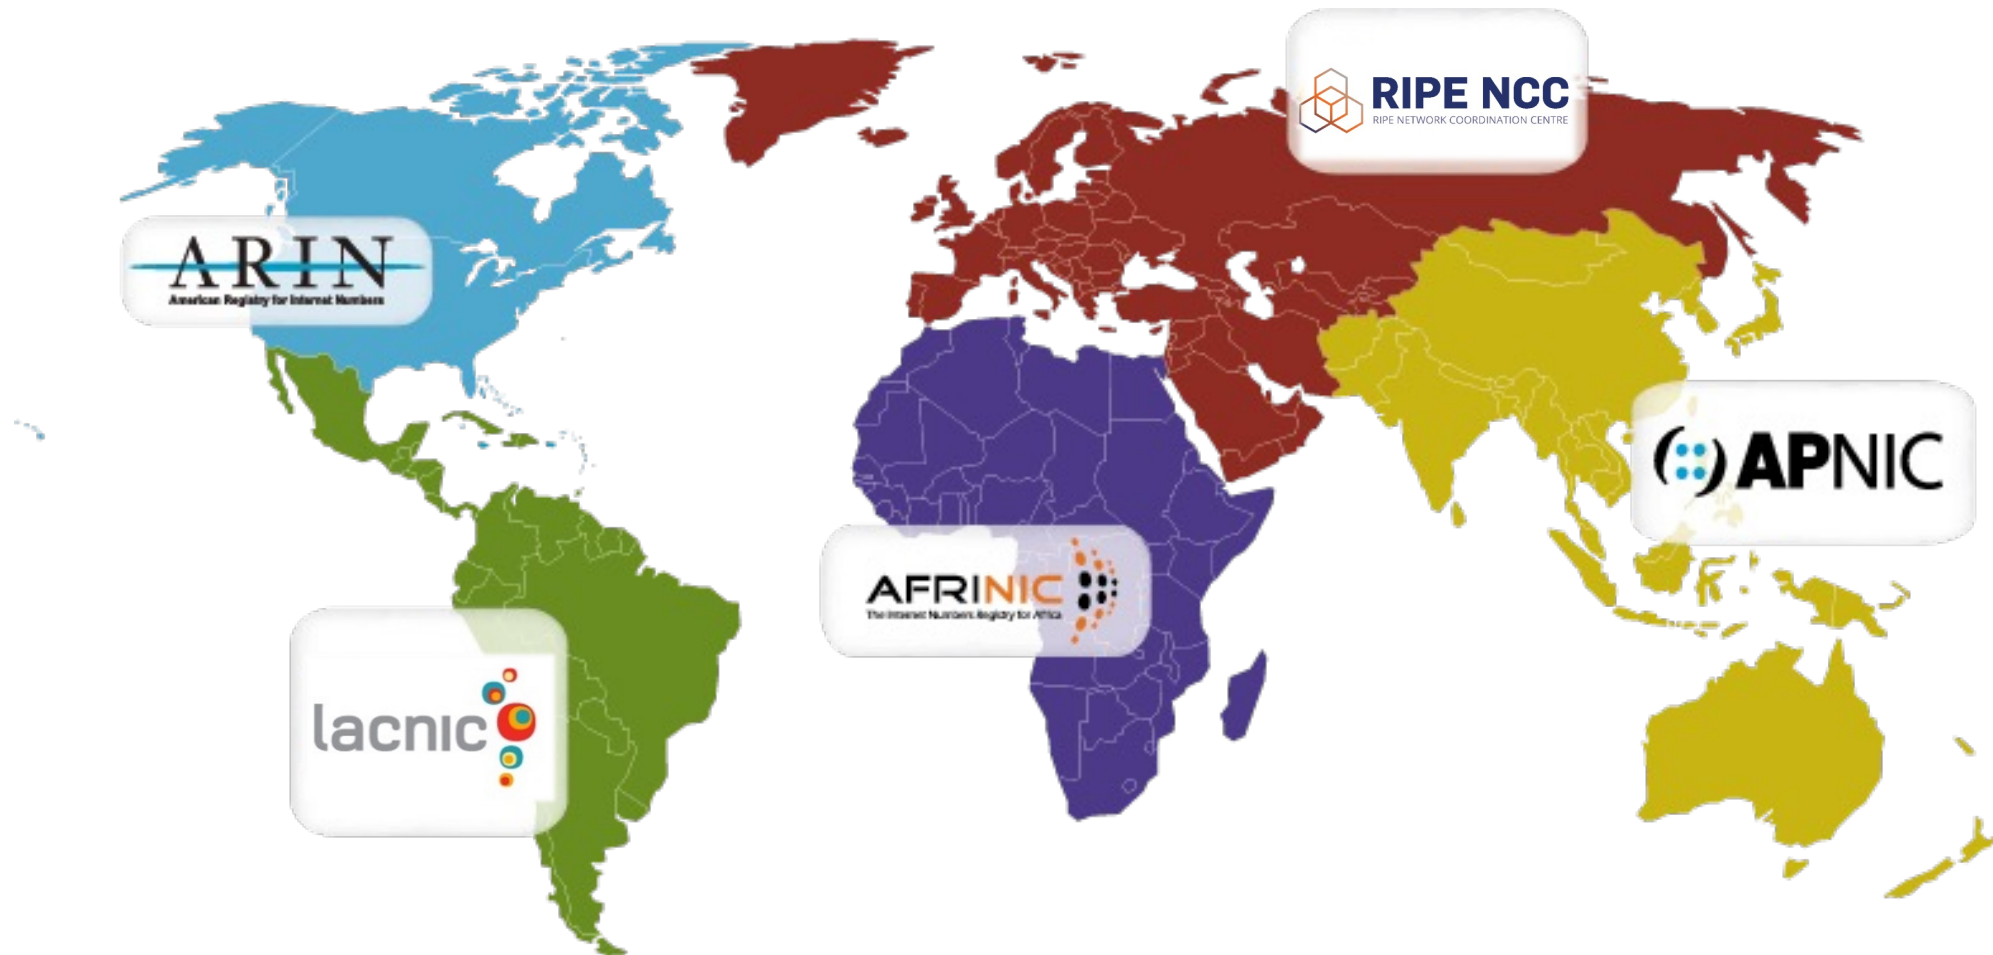 RIPE NCC
RIPE NETWORK COORDINATION CENTRE
ARIN
American Registry for Internet Numbers
APNIC
AFRINIC
The Internet Numbers Registry for Africa
lacnic